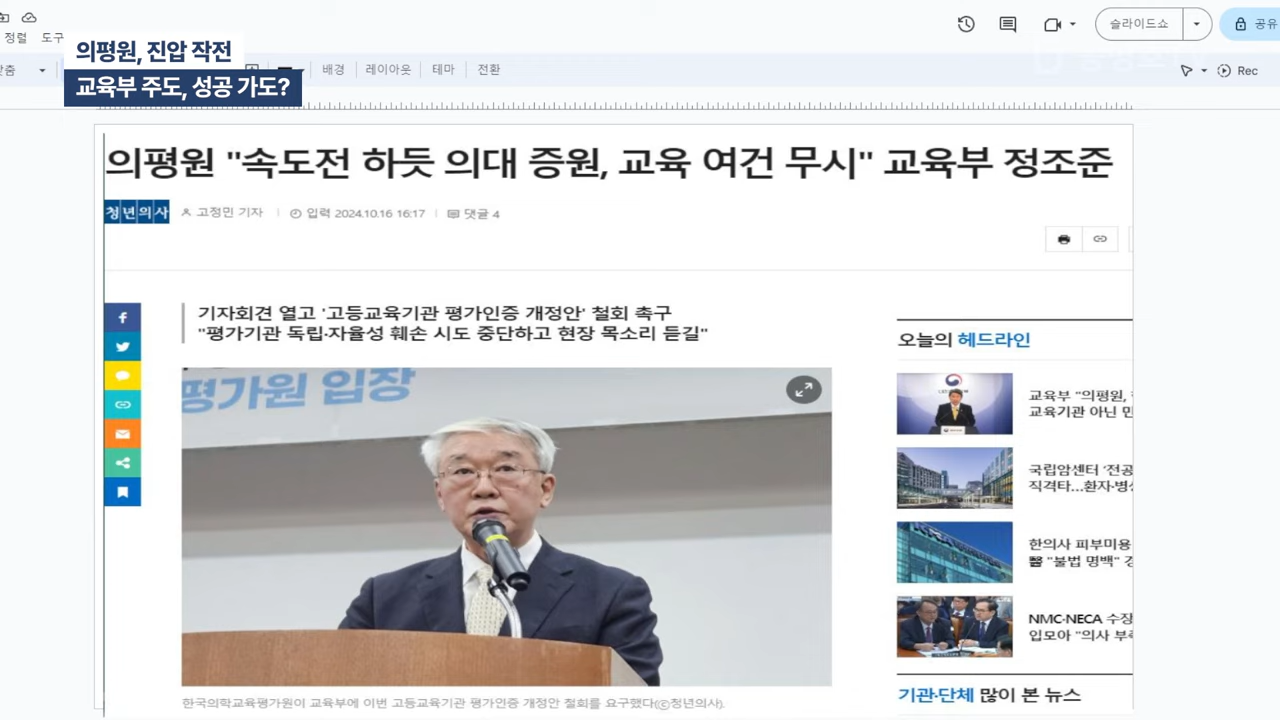 정렬 도구
슬라이드쇼
공유
의평원, 진압 작전
교육부 주도, 성공 가도?
배경 레이아웃 테마 전환
Rec
의평원 "속도전 하듯 의대 증원, 교육 여건 무시" 교육부 정조준
청년의사 고정민 기자 입력 2024.10.16 16:17 댓글 4
기자회견 열고 '고등교육기관 평가인증 개정안' 철회 촉구
"평가기관 독립·자율성 훼손 시도 중단하고 현장 목소리 듣길"
평가원 입장
한국의학교육평가원이 교육부에 이번 고등교육기관 평가인증 개정안 철회를 요구했다(ⓒ청년의사).
오늘의 헤드라인
교육부 "의평원,
교육기관 아닌 민
국립암센터 '전공
직격타…환자·병상
한의사 피부미용
醫 "불법 명백"
NMC·NECA 수장
입모아 "의사 부족
기관·단체 많이 본 뉴스